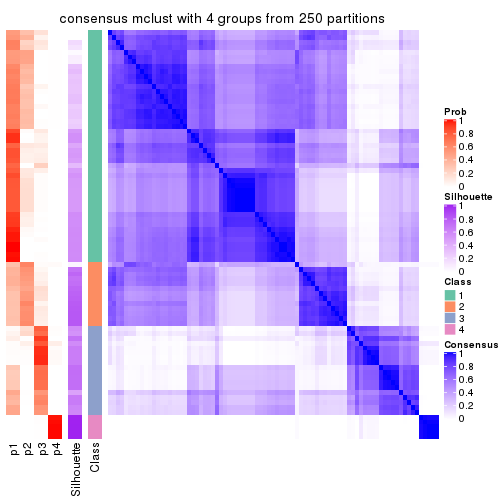 consensus mclust with 4 groups from 250 partitions
Prob
1
0.8
0.6
0.4
0.2
0
Silhouette
1
0.8
0.6
0.4
0.2
0
Class
1
2
3
4
Consensus
1
0.8
0.6
0.4
0.2
0
p1
p2
p3
p4
Silhouette
Class